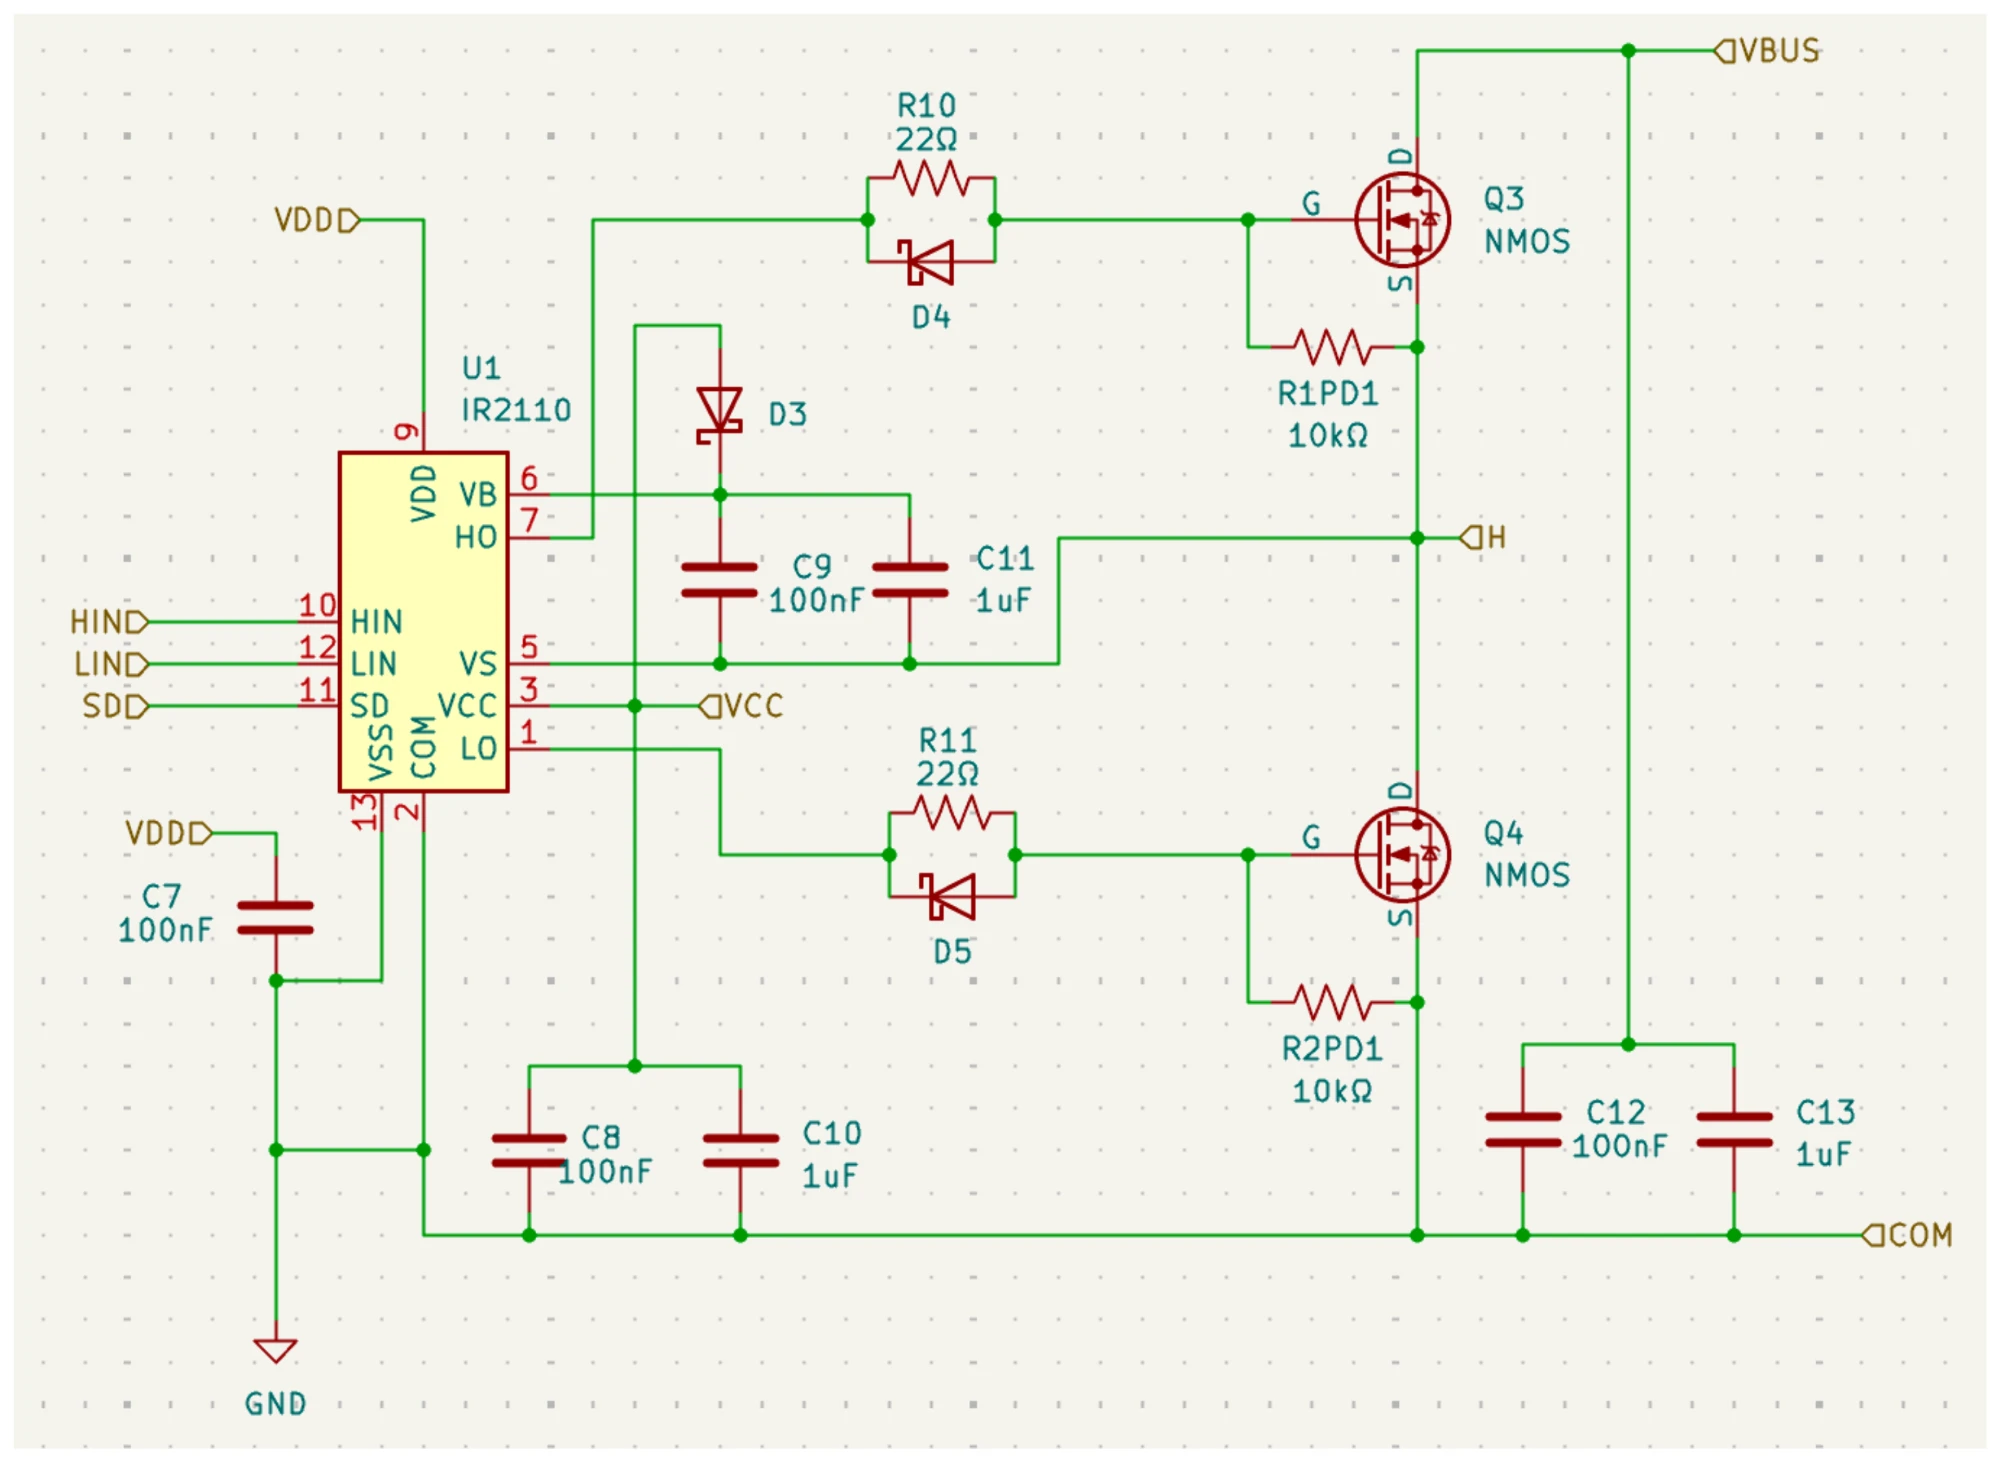 VBUS
R10
22Ω
D
G
Q3
NMOS
S
VDD
D4
U1
IR2110
R1PD1
10kΩ
D3
9
VDD
VB
6
HO
7
H
C9
100nF
C11
1uF
HIN
10
HIN
LIN
12
LIN
VS
5
SD
11
SD
VCC
3
VCC
VSS
COM
LO
1
13
2
R11
22Ω
D
G
Q4
NMOS
S
VDD
C7
100nF
D5
R2PD1
10kΩ
C8
100nF
C10
1uF
C12
100nF
C13
1uF
COM
GND